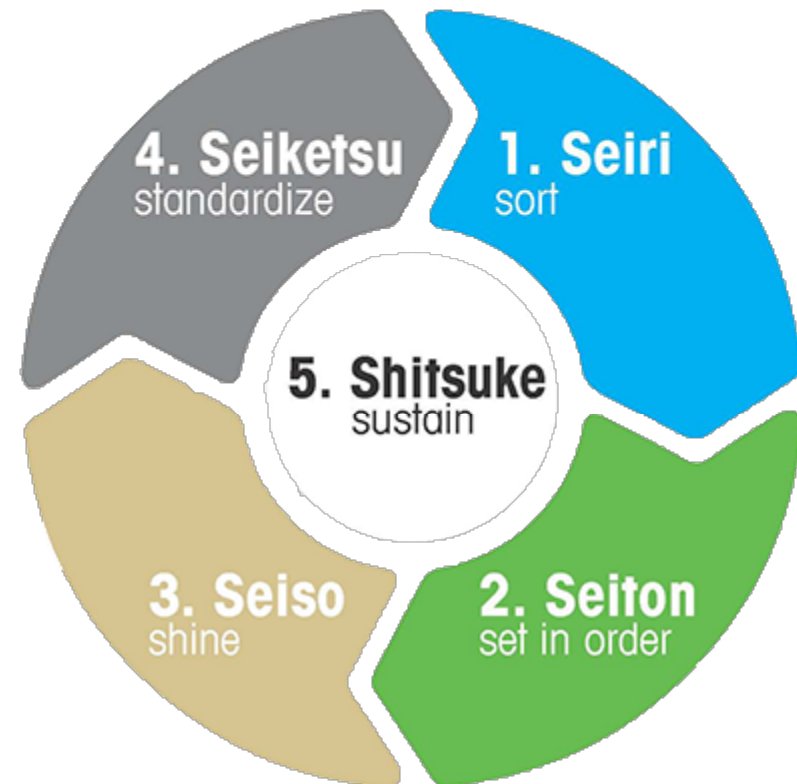 1. Seiri
sort
2. Seiton
set in order
3. Seiso
shine
4. Seiketsu
standardize
5. Shitsuke
sustain